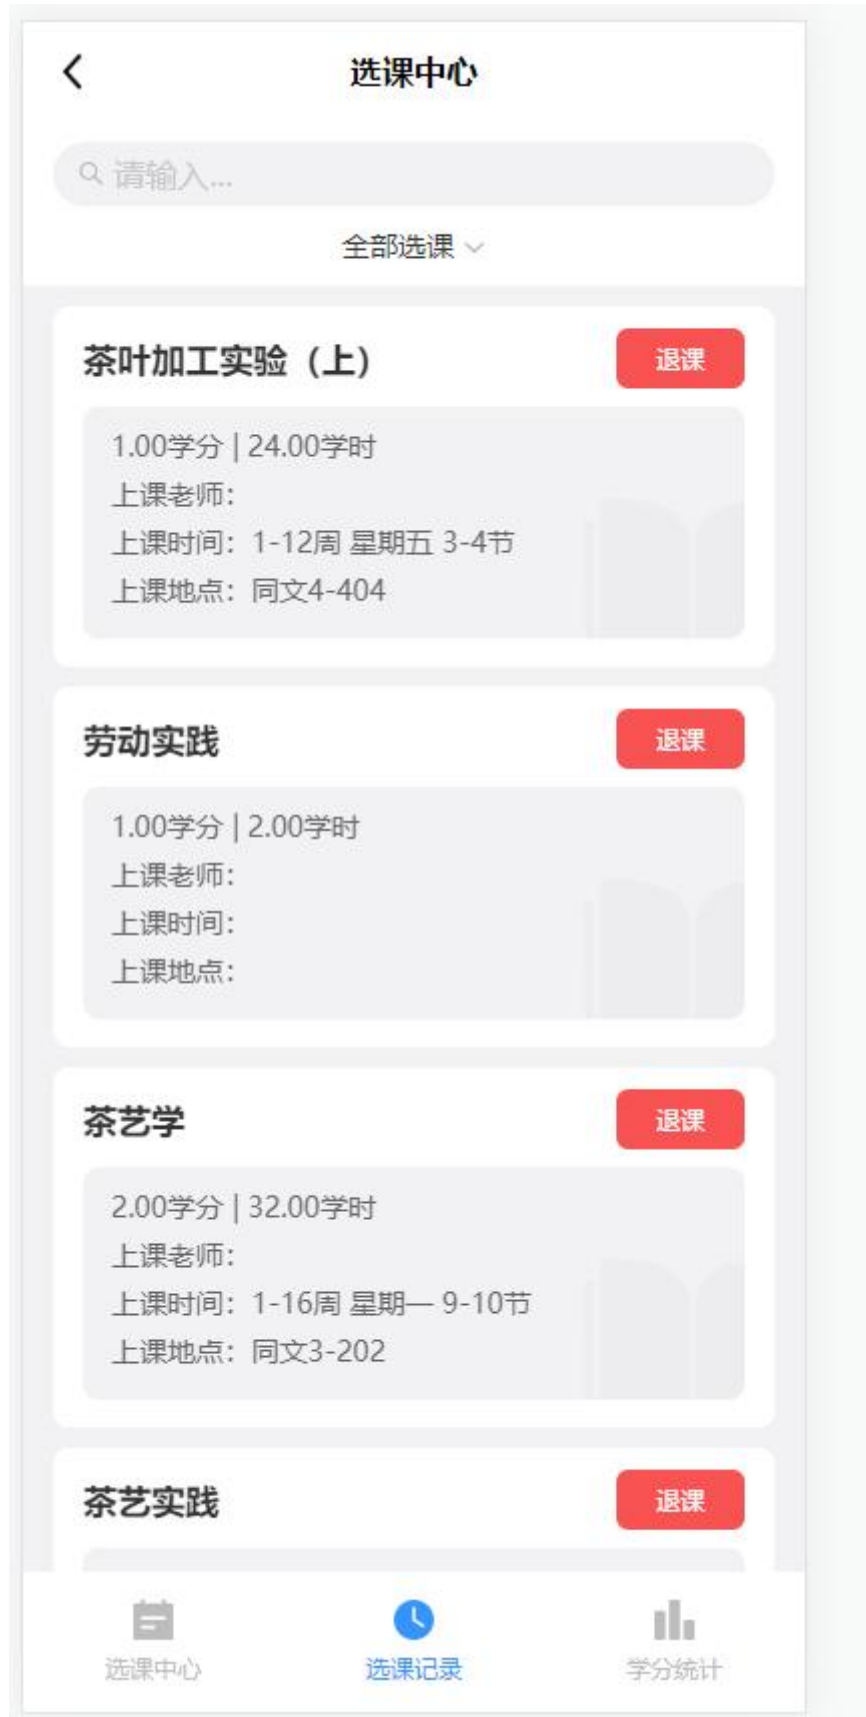 选课中心
请输入...
全部选课
茶叶加工实验（上） 退课
1.00学分 | 24.00学时
上课老师：
上课时间：1-12周 星期五 3-4节
上课地点：同文4-404
劳动实践 退课
1.00学分 | 2.00学时
上课老师：
上课时间：
上课地点：
茶艺学 退课
2.00学分 | 32.00学时
上课老师：
上课时间：1-16周 星期一 9-10节
上课地点：同文3-202
茶艺实践 退课
选课中心 选课记录 学分统计